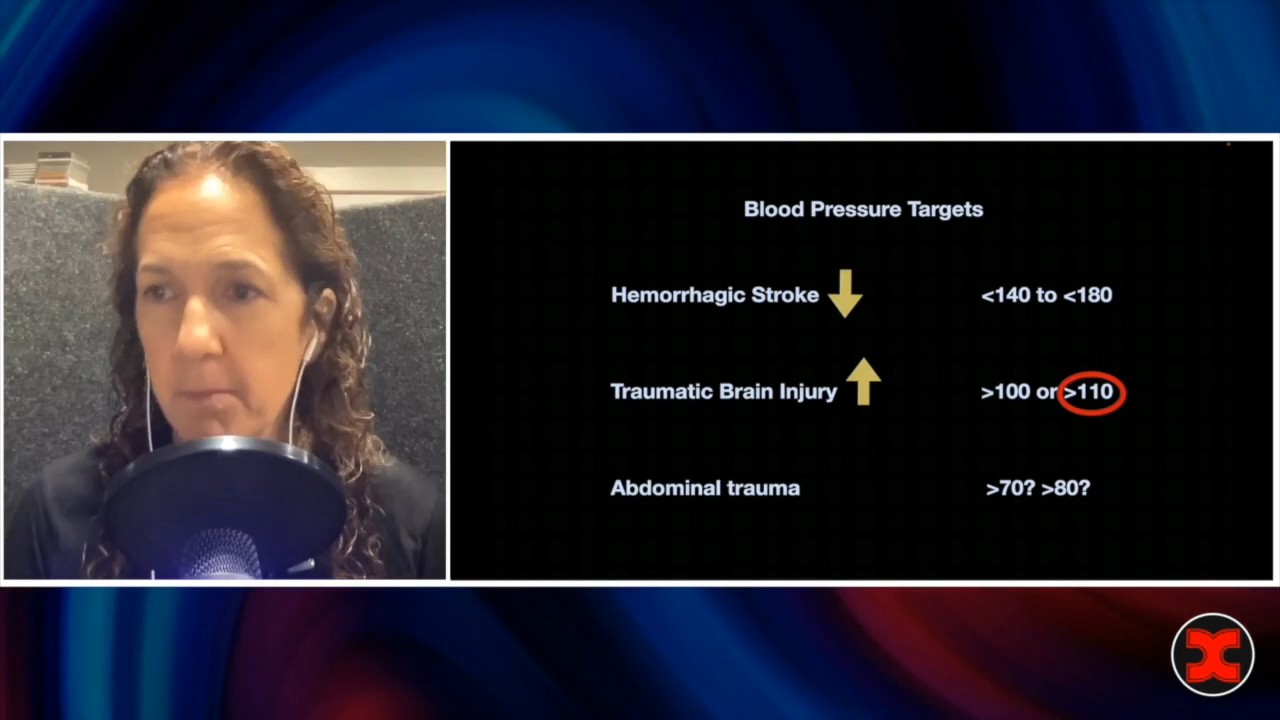 Blood Pressure Targets
Hemorrhagic Stroke <140 to <180
Traumatic Brain Injury >100 or >110
Abdominal trauma >70? >80?